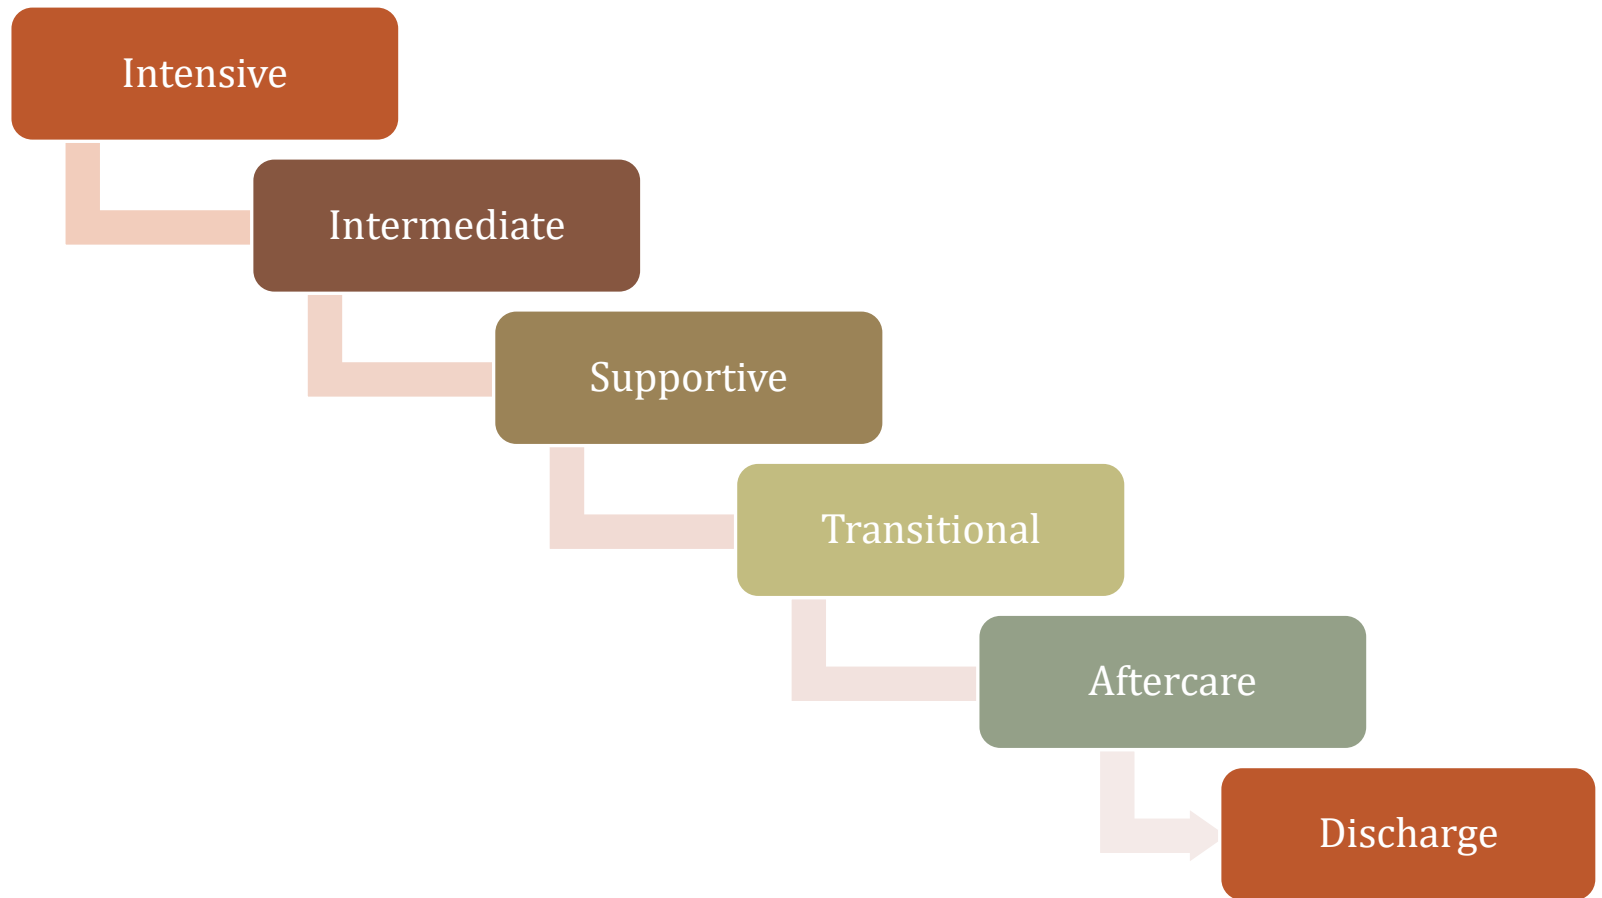 Intensive
Intermediate
Supportive
Transitional
Aftercare
Discharge